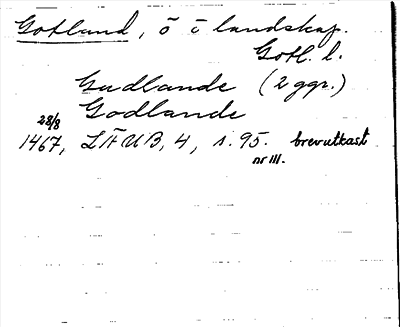 Gotland, ö i landskap.
Gotl. l.
Gudlande (2 ggr.)
Godlande
28/8
1467, LÄUB, 4, s. 95. brevutkast
nr 111.